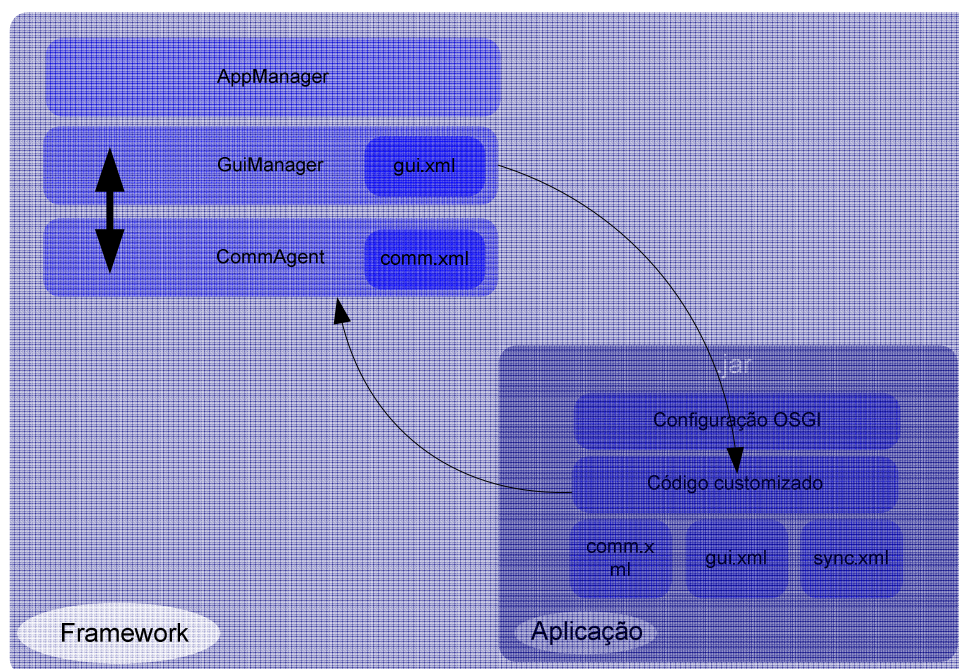 AppManager
GuiManager
gui.xml
CommAgent
comm.xml
.jar
Configuração OSGI
Código customizado
comm.x
ml
gui.xml
sync.xml
Framework
Aplicação